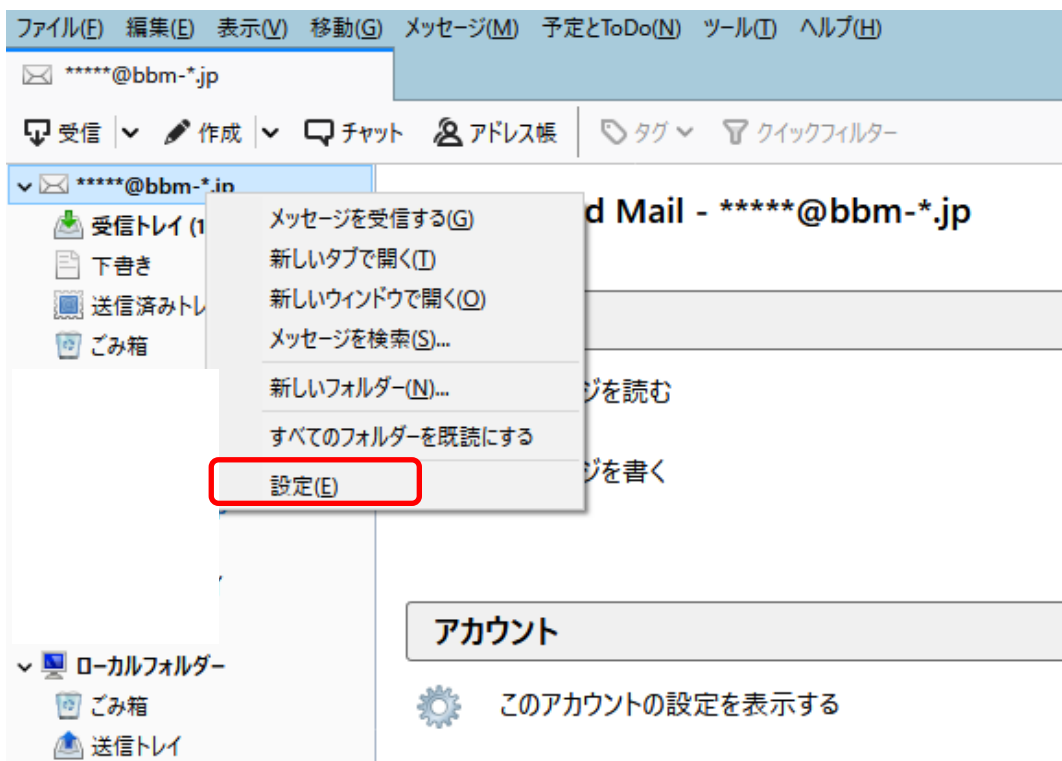 ファイル(F) 編集(E) 表示(V) 移動(G) メッセージ(M) 予定とToDo(N) ツール(T) ヘルプ(H)
*****@bbm-*.jp
受信 作成 チャット アドレス帳 タグ クイックフィルター
*****@bbm-*.jp
受信トレイ (1
下書き
送信済みトレ
ごみ箱
メッセージを受信する(G)
新しいタブで開く(T)
新しいウィンドウで開く(O)
メッセージを検索(S)...
新しいフォルダー(N)...
すべてのフォルダーを既読にする
設定(E)
d Mail - *****@bbm-*.jp
ジを読む
ジを書く
アカウント
このアカウントの設定を表示する
ローカルフォルダー
ごみ箱
送信トレイ